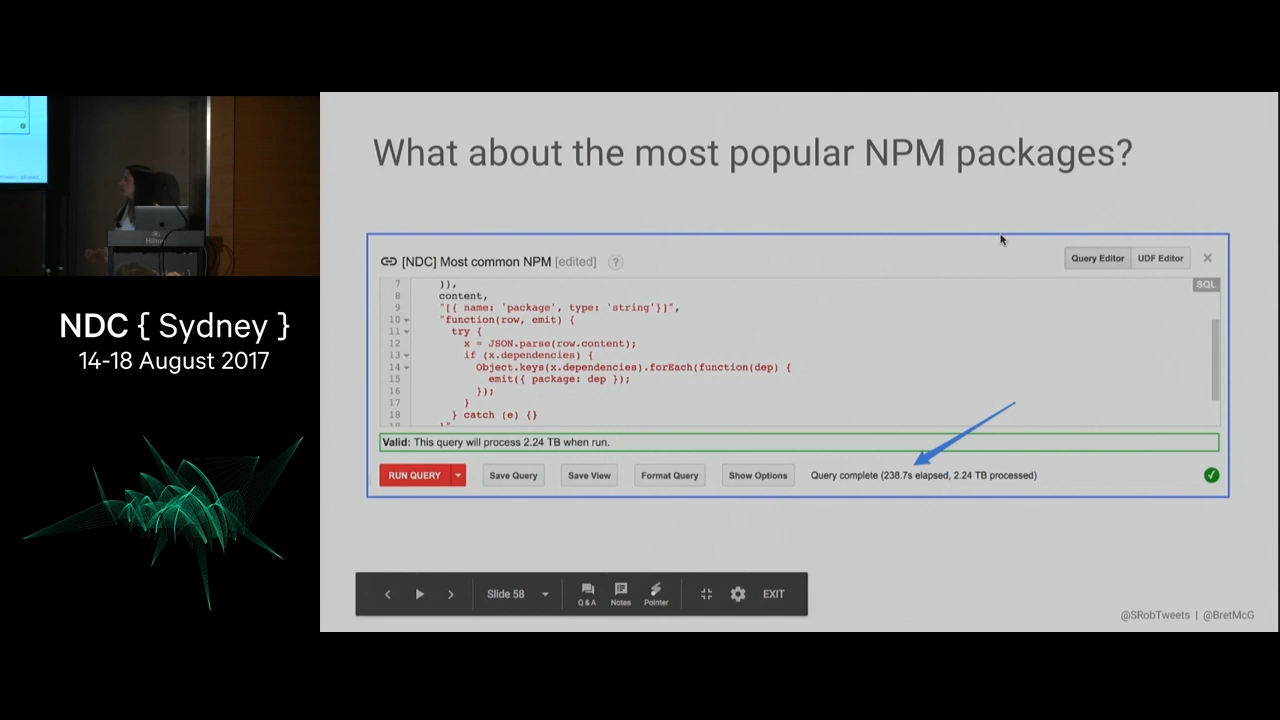 What about the most popular NPM packages?
[NDC] Most common NPM [edited] ?
Query Editor UDF Editor
SQL
7 )),
8 content,
9 "[{ name: 'package', type: 'string'}]",
10 "function(row, emit) {
11 try {
12 x = JSON.parse(row.content);
13 if (x.dependencies) {
14 Object.keys(x.dependencies).forEach(function(dep) {
15 emit({ package: dep });
16 });
17 }
18 } catch (e) {}
Valid: This query will process 2.24 TB when run.
RUN QUERY Save Query Save View Format Query Show Options Query complete (238.7s elapsed, 2.24 TB processed)
Slide 58 Q&A Notes Pointer EXIT
@SRobTweets | @BretMcG
Hilton
NDC { Sydney }
14-18 August 2017